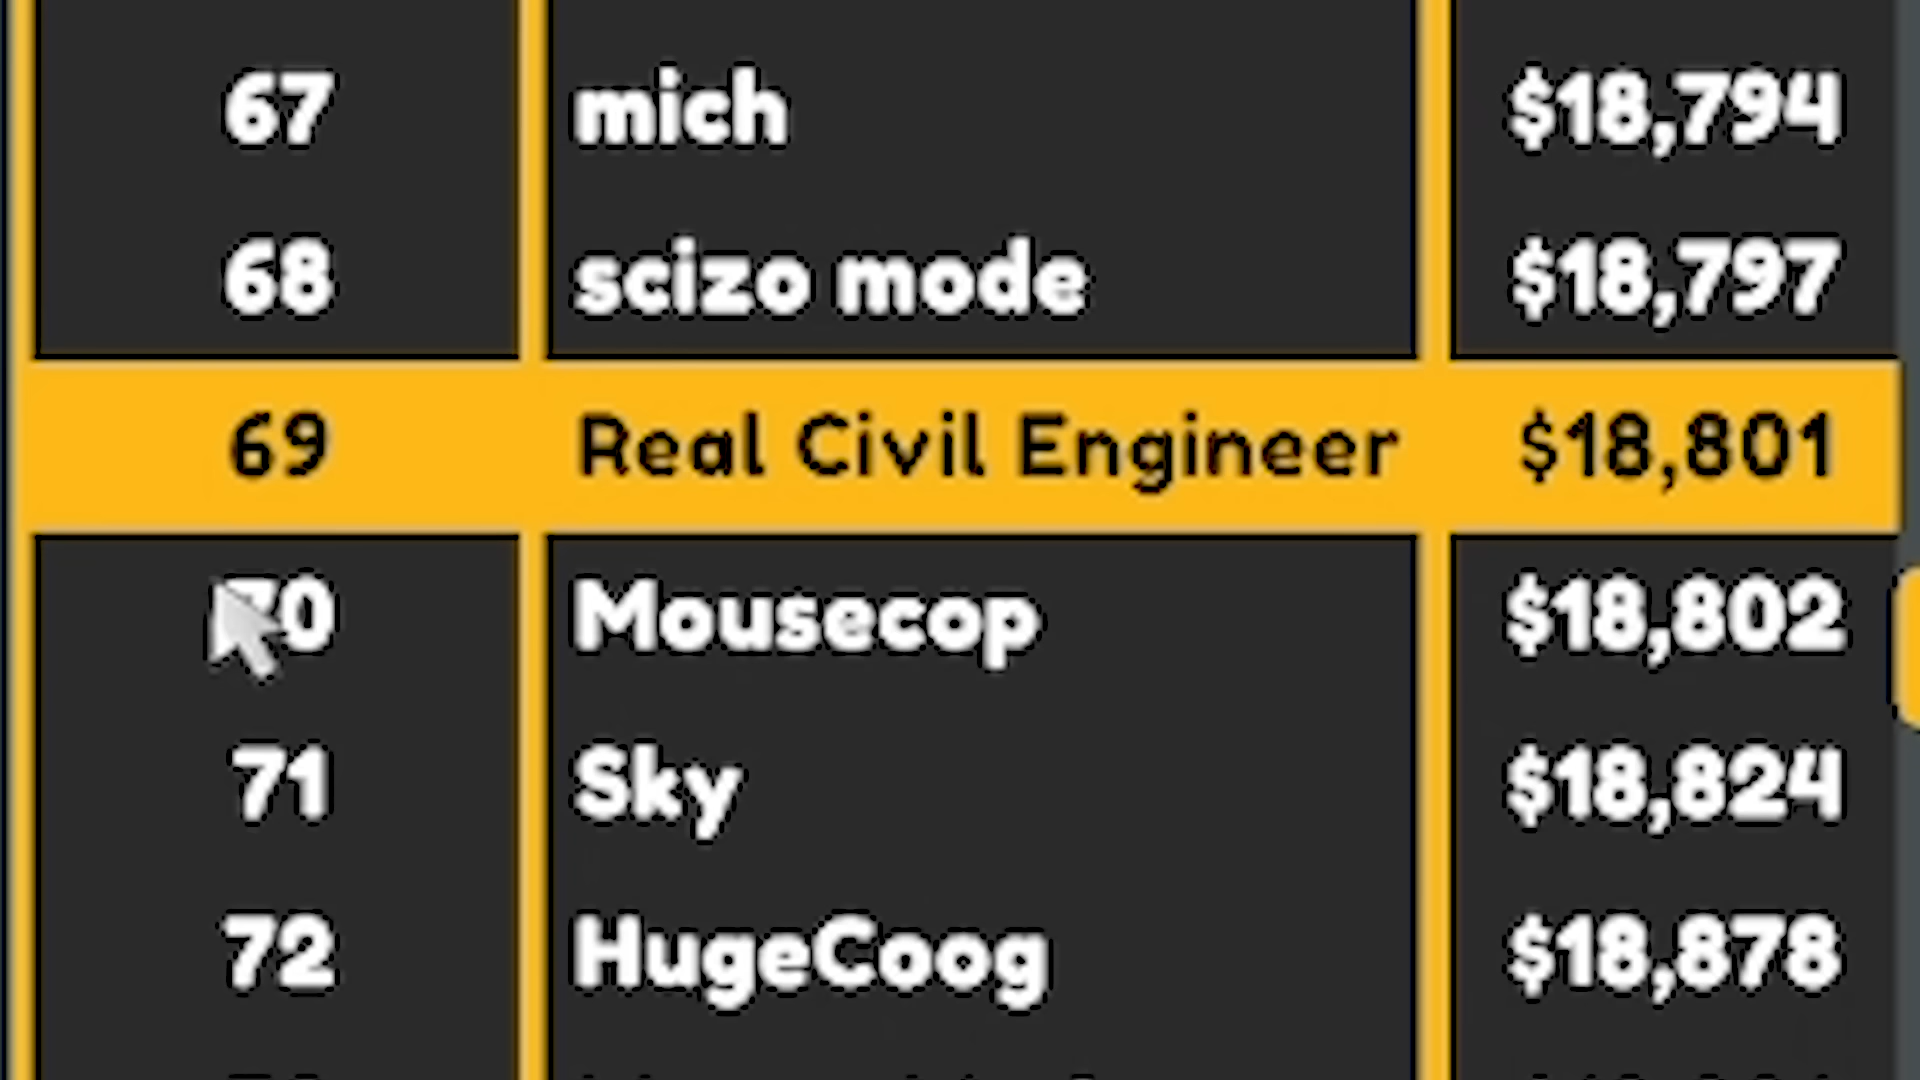 67 mich $18,794
68 scizo mode $18,797
69 Real Civil Engineer $18,801
70 Mousecop $18,802
71 Sky $18,824
72 HugeCoog $18,878